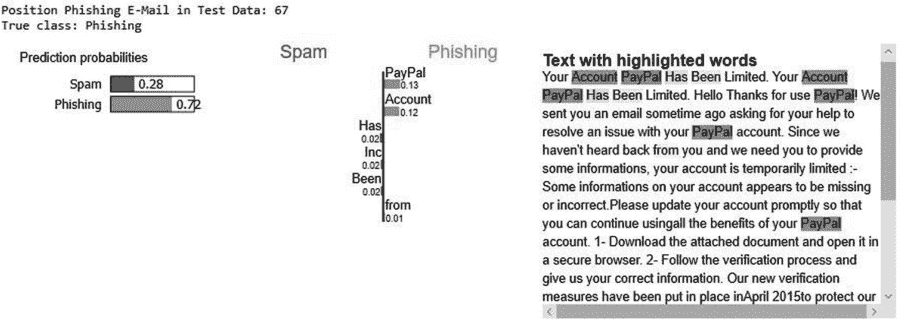 Position Phishing E-Mail in Test Data: 67
True class: Phishing
Prediction probabilities
Spam 0.28
Phishing 0.72
Spam Phishing
PayPal
0.13
Account
0.12
Has
0.02
Inc
0.02
Been
0.02
from
0.01
Text with highlighted words
Your Account PayPal Has Been Limited. Your Account
PayPal Has Been Limited. Hello Thanks for use PayPal! We
sent you an email sometime ago asking for your help to
resolve an issue with your PayPal account. Since we
haven't heard back from you and we need you to provide
some informations, your account is temporarily limited :-
Some informations on your account appears to be missing
or incorrect.Please update your account promptly so that
you can continue usingall the benefits of your PayPal
account. 1- Download the attached document and open it in
a secure browser. 2- Follow the verification process and
give us your correct information. Our new verification
measures have been put in place inApril 2015to protect our